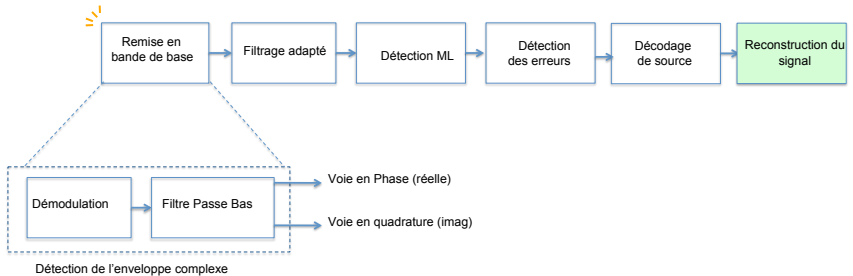 Remise en
bande de base
Filtrage adapté
Détection ML
Détection
des erreurs
Décodage
de source
Reconstruction du
signal
Démodulation
Filtre Passe Bas
Voie en Phase (réelle)
Voie en quadrature (imag)
Détection de l'enveloppe complexe